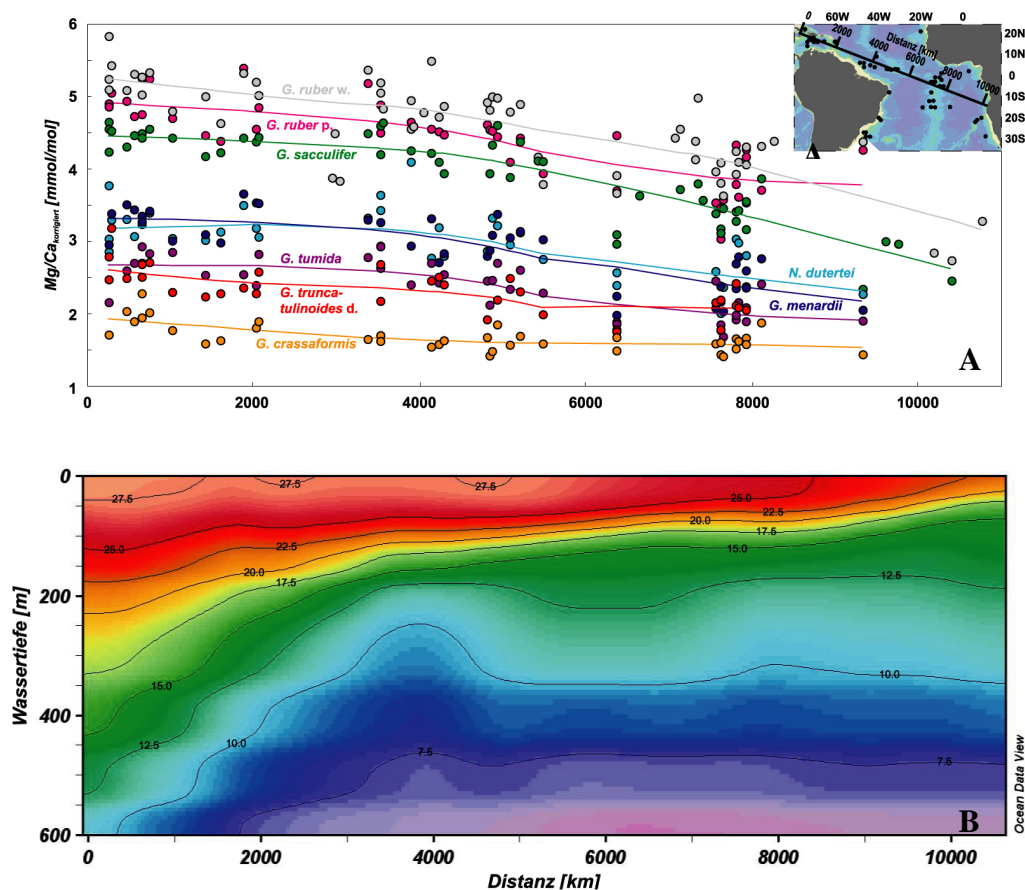 6
5
4
3
2
1
Mg/Ca korrigiert [mmol/mol]
G. ruber w.
G. ruber p.
G. sacculifer
G. tumida
G. trunca-
tulinoides d.
G. crassaformis
N. dutertei
G. menardii
A
0 2000 4000 6000 8000 10000
0 60W 40W 20W 0
20N
10N
0
10S
20S
30S
Distanz [km]
2000 4000 6000 8000 10000
A
0
200
400
600
Wassertiefe [m]
27.5 27.5 27.5
25.0 25.0
22.5 22.5
20.0 20.0
17.5 17.5
15.0 15.0
12.5 12.5
10.0 10.0
7.5 7.5
B
Ocean Data View
0 2000 4000 6000 8000 10000
Distanz [km]